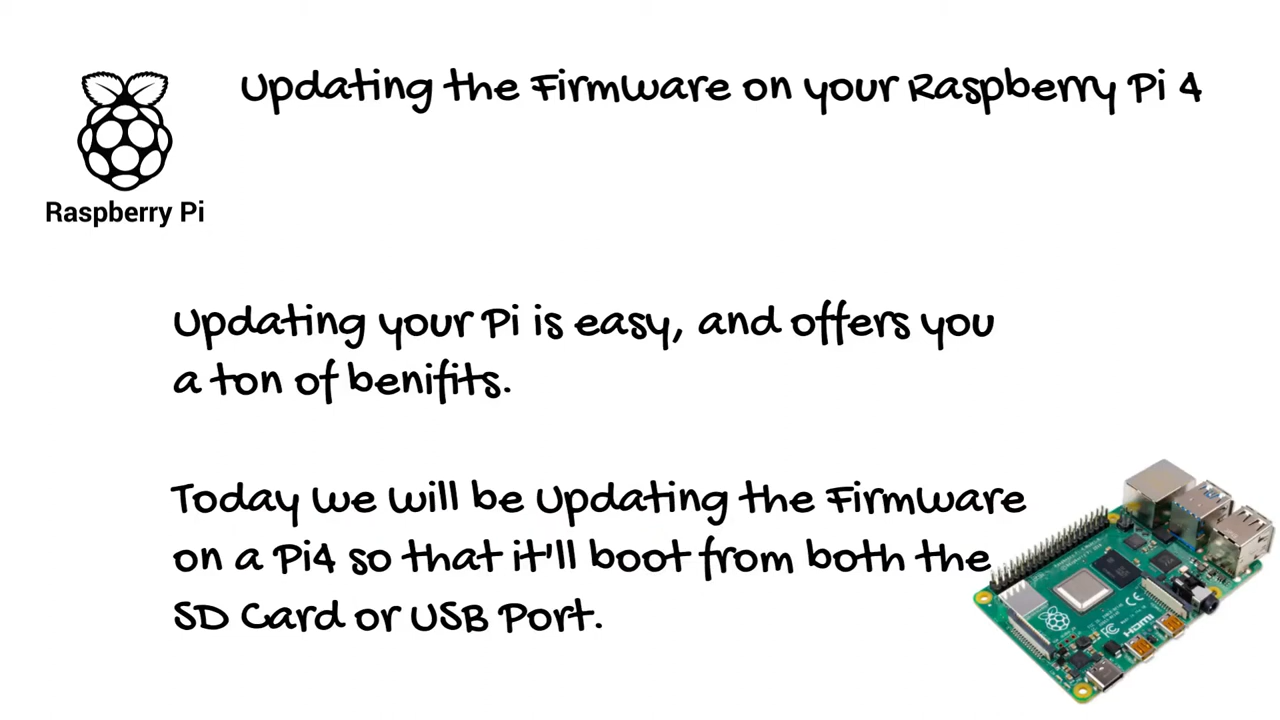 Updating the Firmware on your Raspberry Pi 4
Raspberry Pi
Updating your Pi is easy, and offers you
a ton of benifits.
Today we will be Updating the Firmware
on a Pi4 so that it'll boot from both the
SD Card or USB Port.
HDMI